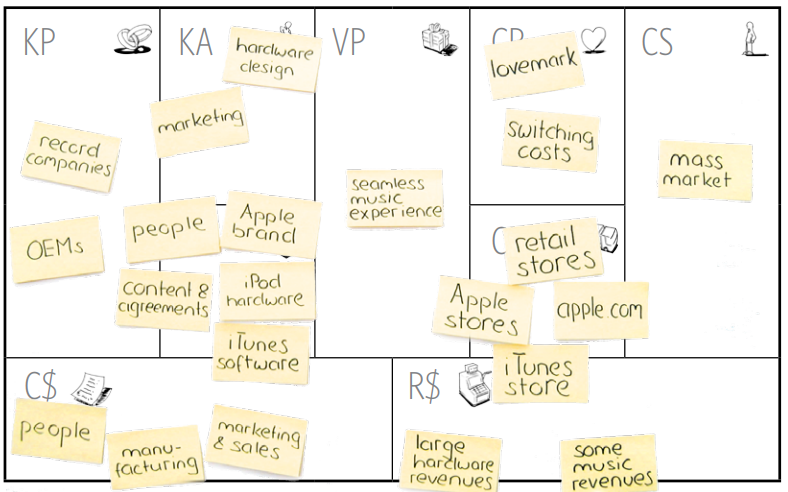 KP
record
companies
OEMs
KA
hardware
design
marketing
people
Apple
brand
content &
agreements
iPod
hardware
iTunes
software
VP
seamless
music
experience
lovemark
switching
costs
retail
stores
Apple
stores
apple.com
iTunes
store
CS
mass
market
C$
people
manu-
facturing
marketing
& sales
R$
large
hardware
revenues
some
music
revenues